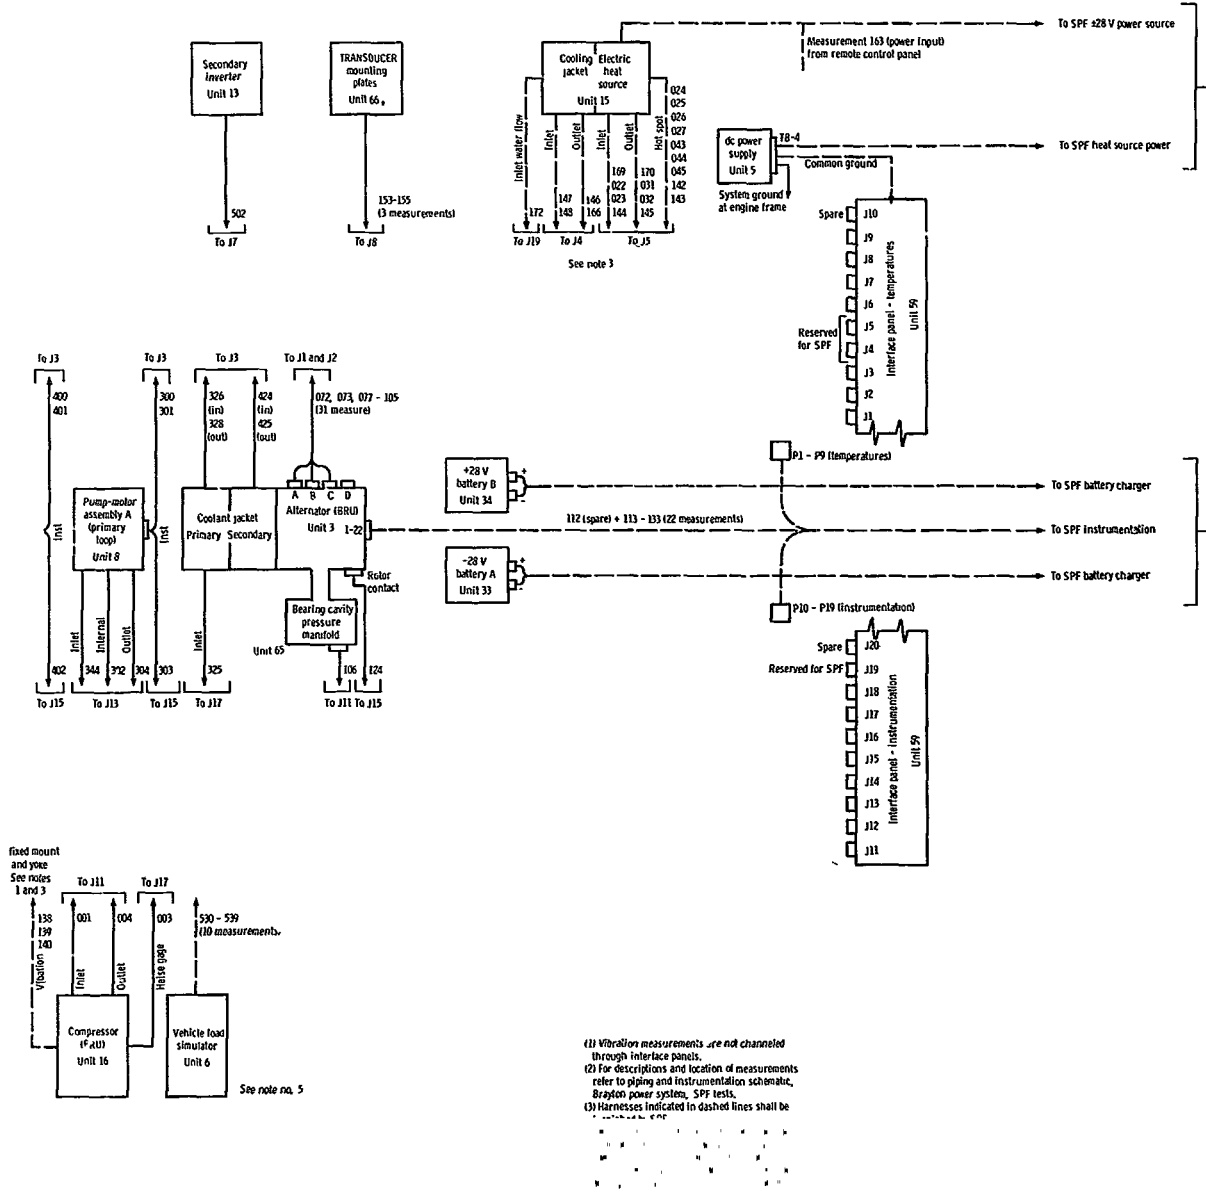 To SPF ±28 V power source
Measurement 163 (power input)
from remote control panel
Secondary
inverter
Unit 13
502
To J7
TRANSDUCER
mounting
plates
Unit 66
153-155
(3 measurements)
To J8
Cooling
jacket
Electric
heat
source
Unit 15
Inlet water flow
172
To J19
Inlet
147
148
Outlet
146
166
To J4
Inlet
169
022
023
144
Outlet
170
031
032
145
Hot spot
024
025
026
027
043
044
045
142
143
To J5
See note 3
dc power
supply
Unit 5
TB-4
To SPF heat source power
Common ground
System ground
at engine frame
Spare
J10
J9
J8
J7
J6
J5
J4
J3
J2
J1
Reserved
for SPF
Interface panel - temperatures
Unit 59
To J3
400
401
Inst
402
To J15
Pump-motor
assembly A
(primary
loop)
Unit 8
Inlet
344
Internal
Outlet
304
To J13
To J3
300
301
Inst
303
To J15
To J3
326
(in)
328
(out)
424
(in)
425
(out)
Coolant jacket
Primary
Secondary
Inlet
325
To J17
To J1 and J2
072, 073, 077 - 105
(31 measure)
A
B
C
D
Alternator (BRU)
Unit 3
1-22
Rotor
contact
Bearing cavity
pressure
manifold
Unit 65
106
124
To J11
To J15
+28 V
battery B
Unit 34
+
-
To SPF battery charger
112 (spare) + 113 - 133 (22 measurements)
To SPF instrumentation
-28 V
battery A
Unit 33
+
-
To SPF battery charger
P1 - P9 (temperatures)
P10 - P19 (instrumentation)
Spare
J20
Reserved for SPF
J19
J18
J17
J16
J15
J14
J13
J12
J11
Interface panel - instrumentation
Unit 59
fixed mount
and yoke
See notes
1 and 3
138
139
140
Vibation
To J11
001
Inlet
004
Outlet
To J17
003
Heise gage
Compressor
Unit 16
530 - 539
(10 measurements
Vehicle load
simulator
Unit 6
See note no. 5
(1) Vibration measurements are not channeled
through interface panels.
(2) For descriptions and location of measurements
refer to piping and instrumentation schematic,
Brayton power system, SPF tests.
(3) Harnesses indicated in dashed lines shall be